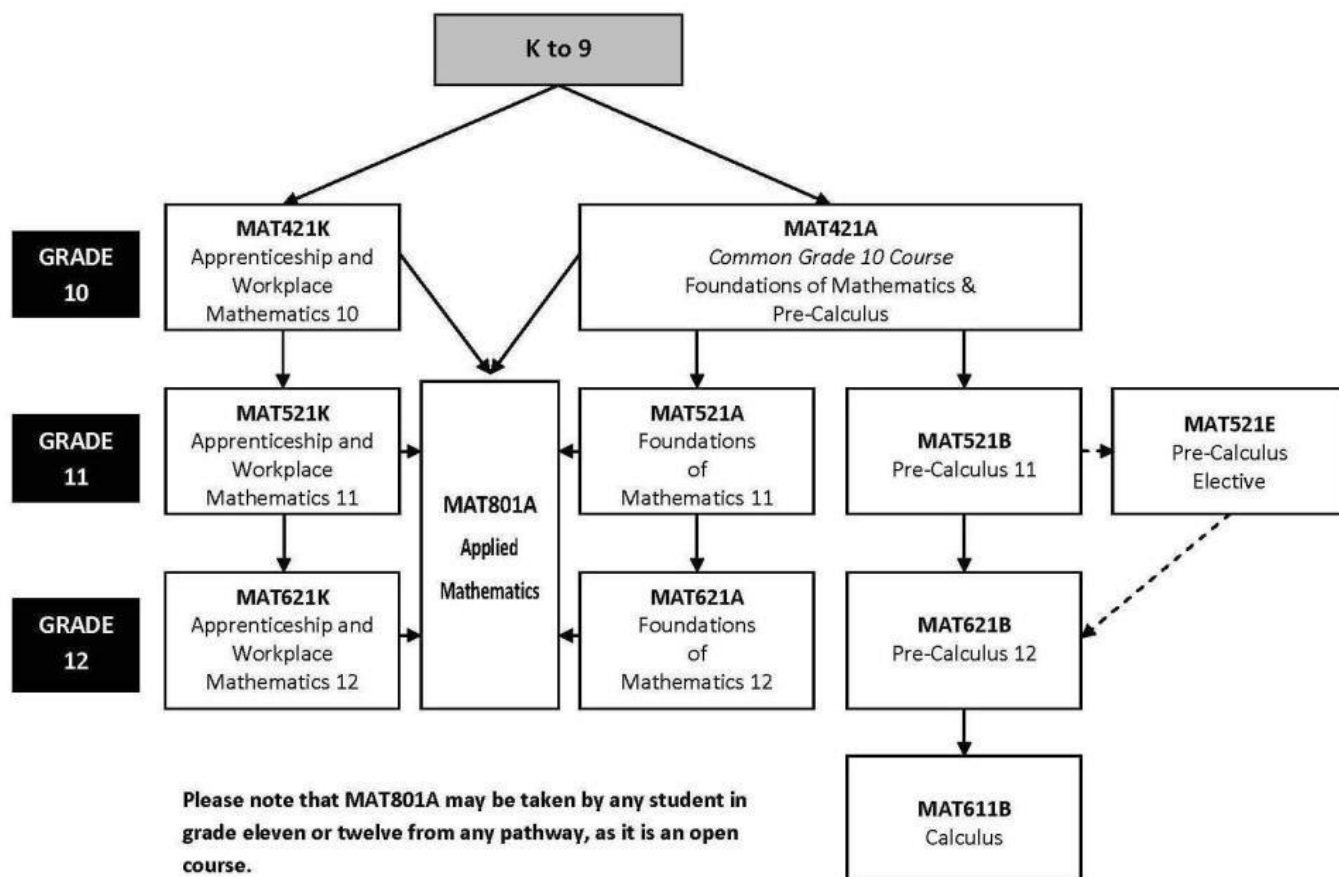 K to 9
GRADE
10
MAT421K
Apprenticeship and
Workplace
Mathematics 10
MAT421A
Common Grade 10 Course
Foundations of Mathematics &
Pre-Calculus
GRADE
11
MAT521K
Apprenticeship and
Workplace
Mathematics 11
MAT801A
Applied
Mathematics
MAT521A
Foundations
of
Mathematics 11
MAT521B
Pre-Calculus 11
MAT521E
Pre-Calculus
Elective
GRADE
12
MAT621K
Apprenticeship and
Workplace
Mathematics 12
MAT621A
Foundations
of
Mathematics 12
MAT621B
Pre-Calculus 12
Please note that MAT801A may be taken by any student in
grade eleven or twelve from any pathway, as it is an open
course.
MAT611B
Calculus